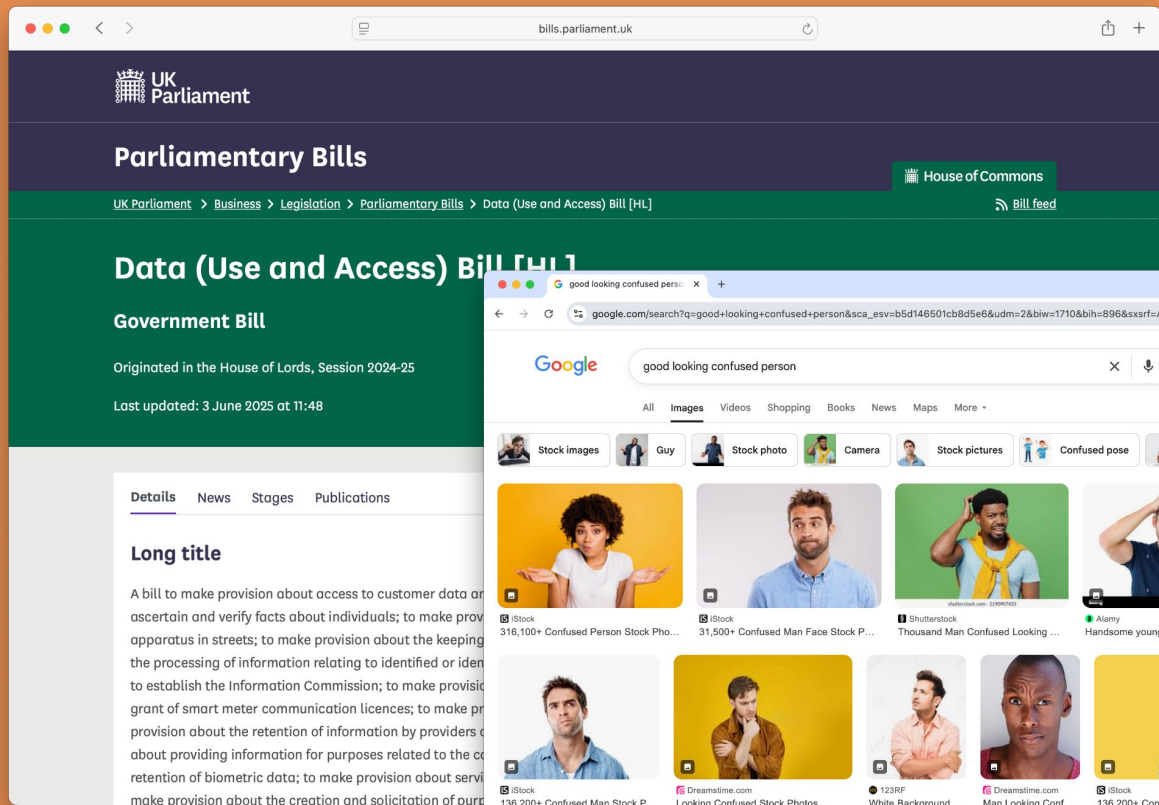 bills.parliament.uk
UK
Parliament
Parliamentary Bills
House of Commons
UK Parliament > Business > Legislation > Parliamentary Bills > Data (Use and Access) Bill [HL]
Bill feed
Data (Use and Access) Bill [HL]
Government Bill
Originated in the House of Lords, Session 2024-25
Last updated: 3 June 2025 at 11:48
Details News Stages Publications
Long title
A bill to make provision about access to customer data
ascertain and verify facts about individuals; to make
apparatus in streets; to make provision about the keeping
the processing of information relating to identified or
to establish the Information Commission; to make
grant of smart meter communication licences; to make
provision about the retention of information by providers
about providing information for purposes related to the
retention of biometric data; to make provision about
make provision about the creation and solicitation of
good looking confused perso
google.com/search?q=good+looking+confused+person&sca_esv=b5d146501cb8d5e6&udm=2&biw=1710&bih=896&sxsrf=
Google
good looking confused person
All Images Videos Shopping Books News Maps More
Stock images Guy Stock photo Camera Stock pictures Confused pose
shutterstock.com · 2190907433
iStock
316,100+ Confused Person Stock Pho...
iStock
31,500+ Confused Man Face Stock P...
Shutterstock
Thousand Man Confused Looking ...
Alamy
Handsome young
iStock
136,200+ Confused Man Stock P
Dreamstime.com
Looking Confused Stock Photos
123RF
White Background
Dreamstime.com
Man Looking Conf
iStock
136,200+ Con